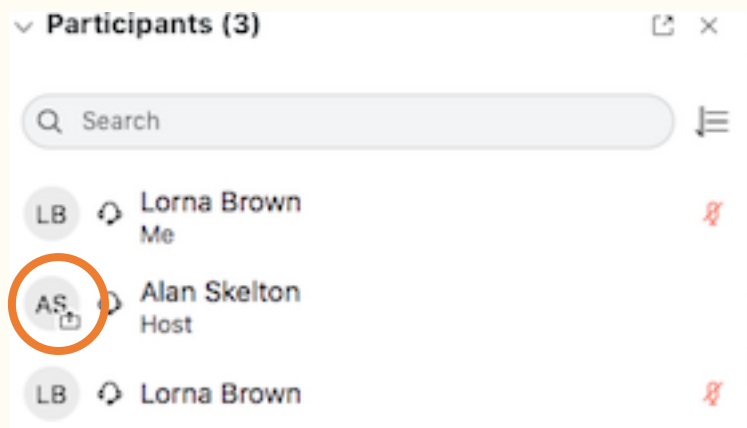 Participants (3)
Search
LB Lorna Brown
Me
AS Alan Skelton
Host
LB Lorna Brown